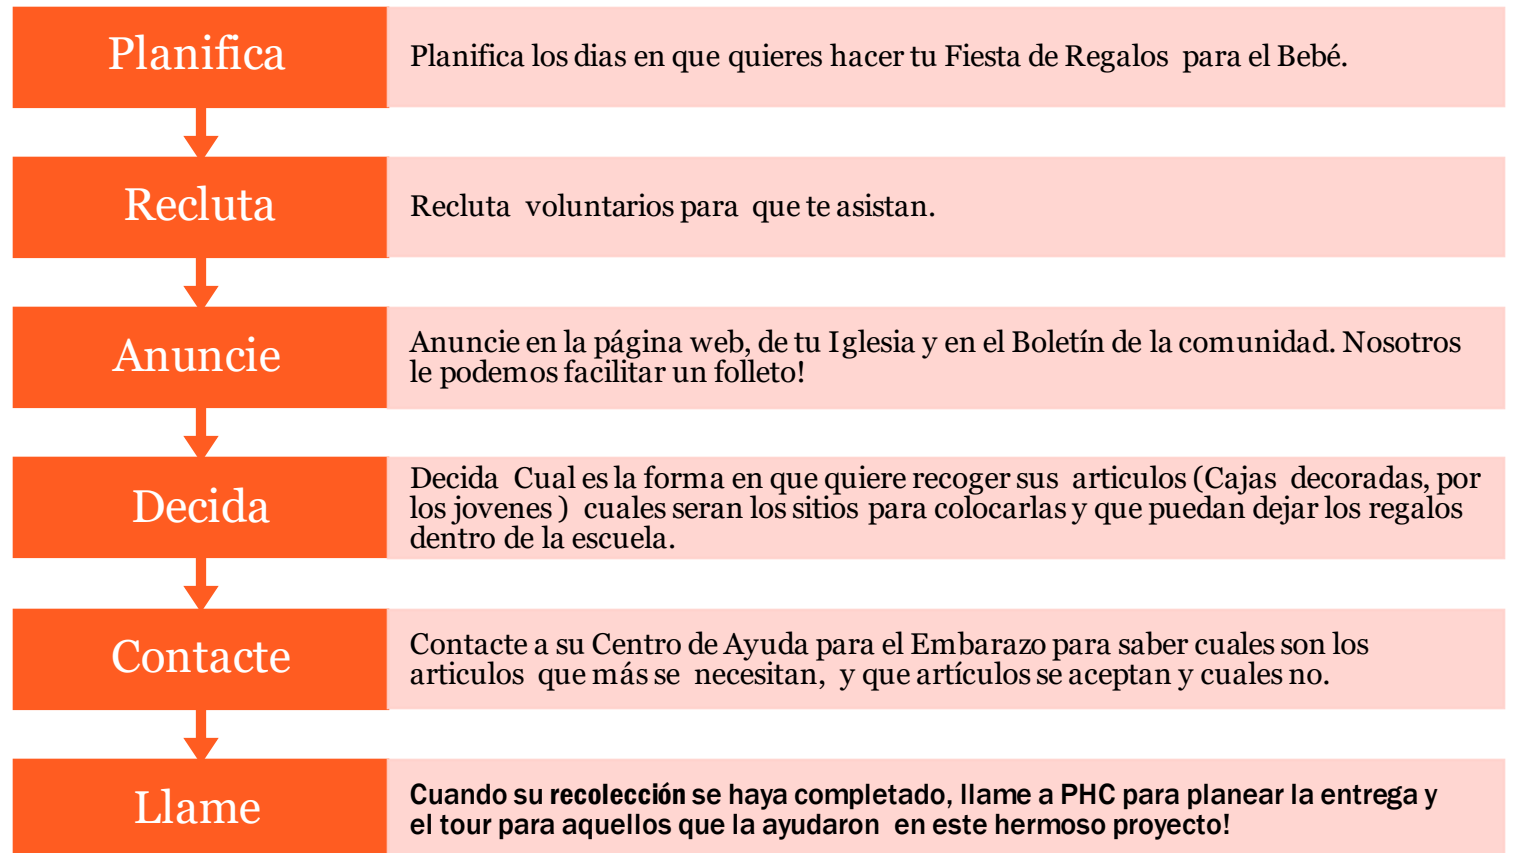 Planifica
Planifica los dias en que quieres hacer tu Fiesta de Regalos para el Bebé.
Recluta
Recluta voluntarios para que te asistan.
Anuncie
Anuncie en la página web, de tu Iglesia y en el Boletín de la comunidad. Nosotros
le podemos facilitar un folleto!
Decida
Decida Cual es la forma en que quiere recoger sus articulos (Cajas decoradas, por
los jovenes ) cuales seran los sitios para colocarlas y que puedan dejar los regalos
dentro de la escuela.
Contacte
Contacte a su Centro de Ayuda para el Embarazo para saber cuales son los
articulos que más se necesitan, y que artículos se aceptan y cuales no.
Llame
Cuando su recolección se haya completado, llame a PHC para planear la entrega y
el tour para aquellos que la ayudaron en este hermoso proyecto!